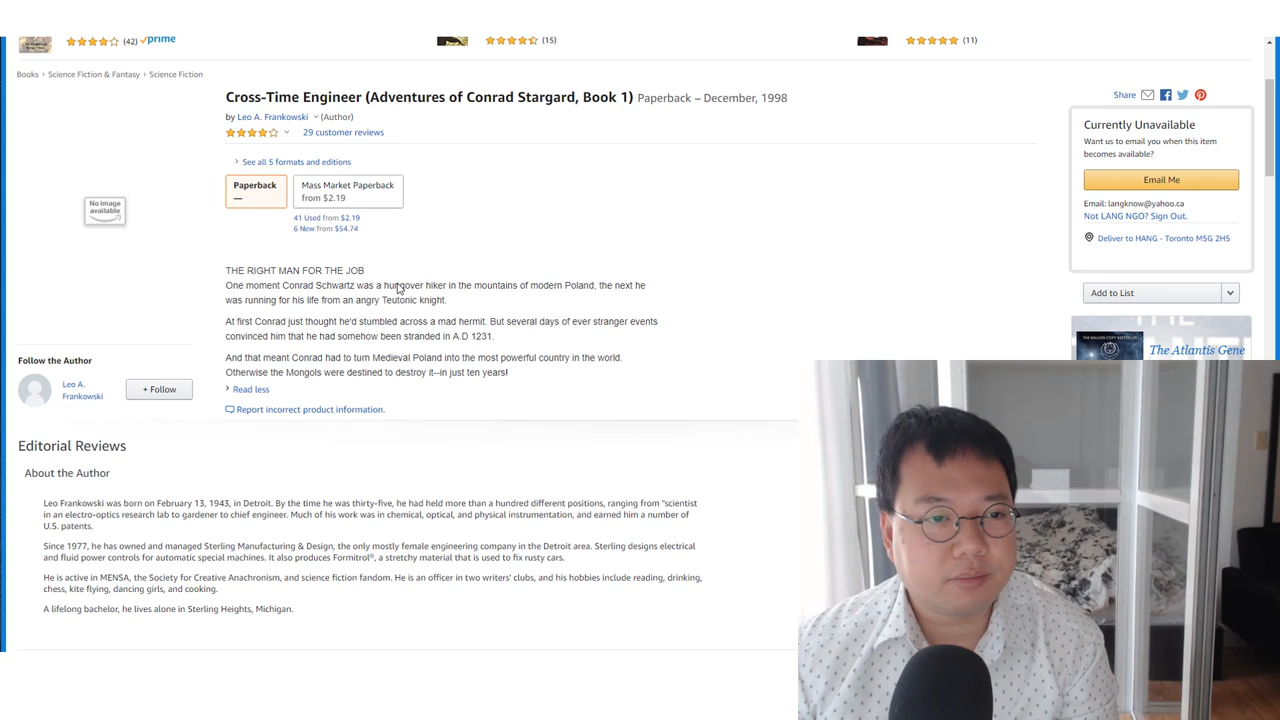 (42) prime
(15)
(11)
Books › Science Fiction & Fantasy › Science Fiction
Cross-Time Engineer (Adventures of Conrad Stargard, Book 1) Paperback – December, 1998
by Leo A. Frankowski (Author)
29 customer reviews
See all 5 formats and editions
Paperback
—
Mass Market Paperback
from $2.19
41 Used from $2.19
6 New from $54.74
No image
available
THE RIGHT MAN FOR THE JOB
One moment Conrad Schwartz was a hungover hiker in the mountains of modern Poland, the next he
was running for his life from an angry Teutonic knight.
At first Conrad just thought he'd stumbled across a mad hermit. But several days of ever stranger events
convinced him that he had somehow been stranded in A.D 1231.
And that meant Conrad had to turn Medieval Poland into the most powerful country in the world.
Otherwise the Mongols were destined to destroy it--in just ten years!
Read less
Report incorrect product information.
Follow the Author
Leo A.
Frankowski
+ Follow
Share
Currently Unavailable
Want us to email you when this item
becomes available?
Email Me
Email: langknow@yahoo.ca
Not LANG NGO? Sign Out.
Deliver to HANG - Toronto M5G 2H5
Add to List
The Atlantis Gene
Editorial Reviews
About the Author
Leo Frankowski was born on February 13, 1943, in Detroit. By the time he was thirty-five, he had held more than a hundred different positions, ranging from "scientist
in an electro-optics research lab to gardener to chief engineer. Much of his work was in chemical, optical, and physical instrumentation, and earned him a number of
U.S. patents.
Since 1977, he has owned and managed Sterling Manufacturing & Design, the only mostly female engineering company in the Detroit area. Sterling designs electrical
and fluid power controls for automatic special machines. It also produces Formitrol®, a stretchy material that is used to fix rusty cars.
He is active in MENSA, the Society for Creative Anachronism, and science fiction fandom. He is an officer in two writers' clubs, and his hobbies include reading, drinking,
chess, kite flying, dancing girls, and cooking.
A lifelong bachelor, he lives alone in Sterling Heights, Michigan.